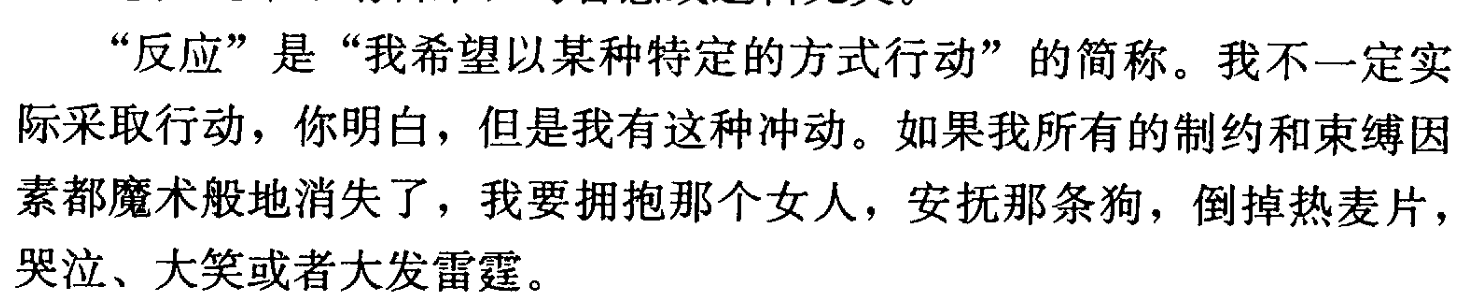 “反应”是“我希望以某种特定的方式行动”的简称。我不一定实
际采取行动，你明白，但是我有这种冲动。如果我所有的制约和束缚因
素都魔术般地消失了，我要拥抱那个女人，安抚那条狗，倒掉热麦片，
哭泣、大笑或者大发雷霆。